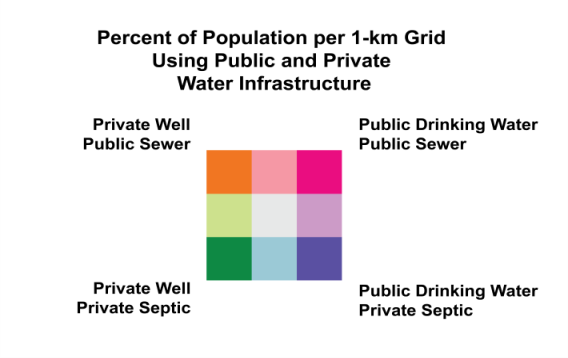 Percent of Population per 1-km Grid
Using Public and Private
Water Infrastructure
Private Well
Public Sewer
Public Drinking Water
Public Sewer
Private Well
Private Septic
Public Drinking Water
Private Septic